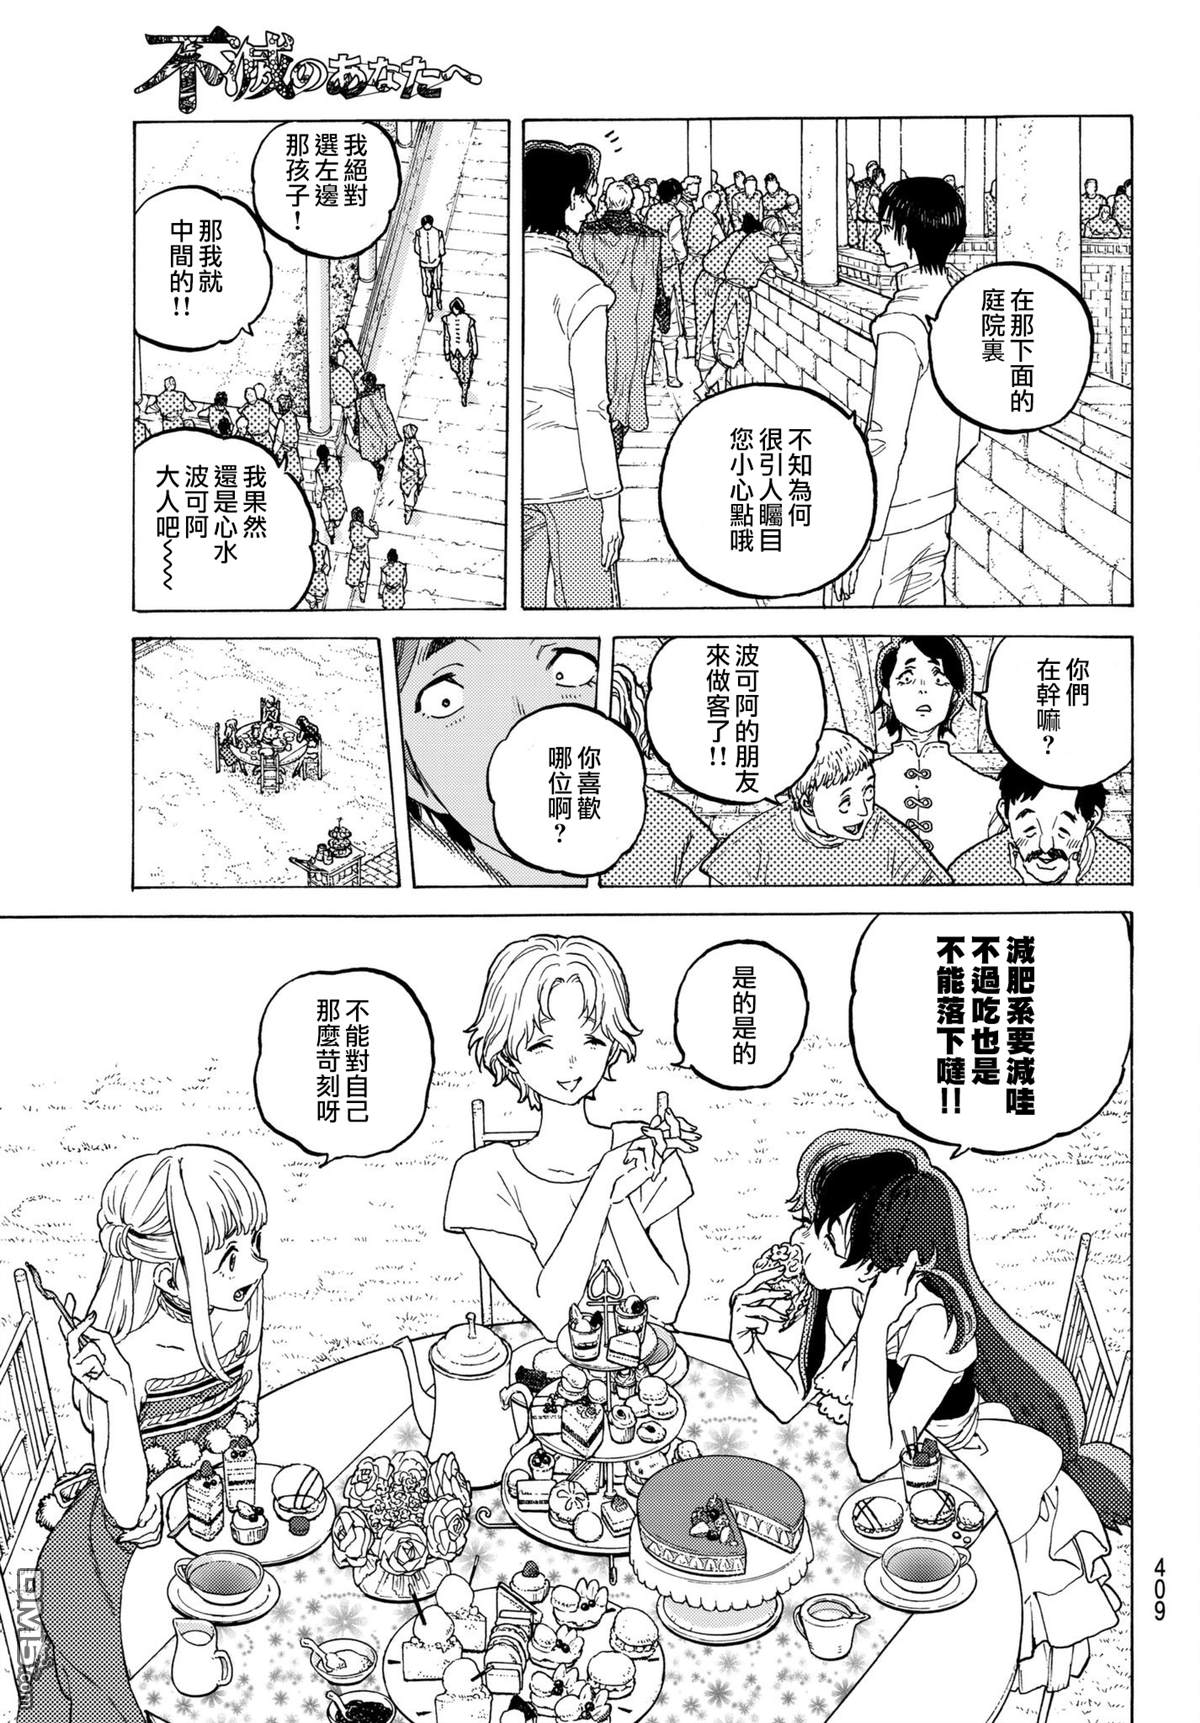 不滅のあなたへ
在那下面的
庭院裏
不知為何
很引人矚目
您小心點哦
我絕對
選左邊
那孩子!
那我就
中間的!!
我果然
還是心水
波可阿
大人吧~~
你們
在幹嘛?
波可阿的朋友
來做客了!!
你喜歡
哪位啊?
減肥系要減哇
不過吃也是
不能落下噠!!
是的是的
不能對自己
那麼苛刻呀
409